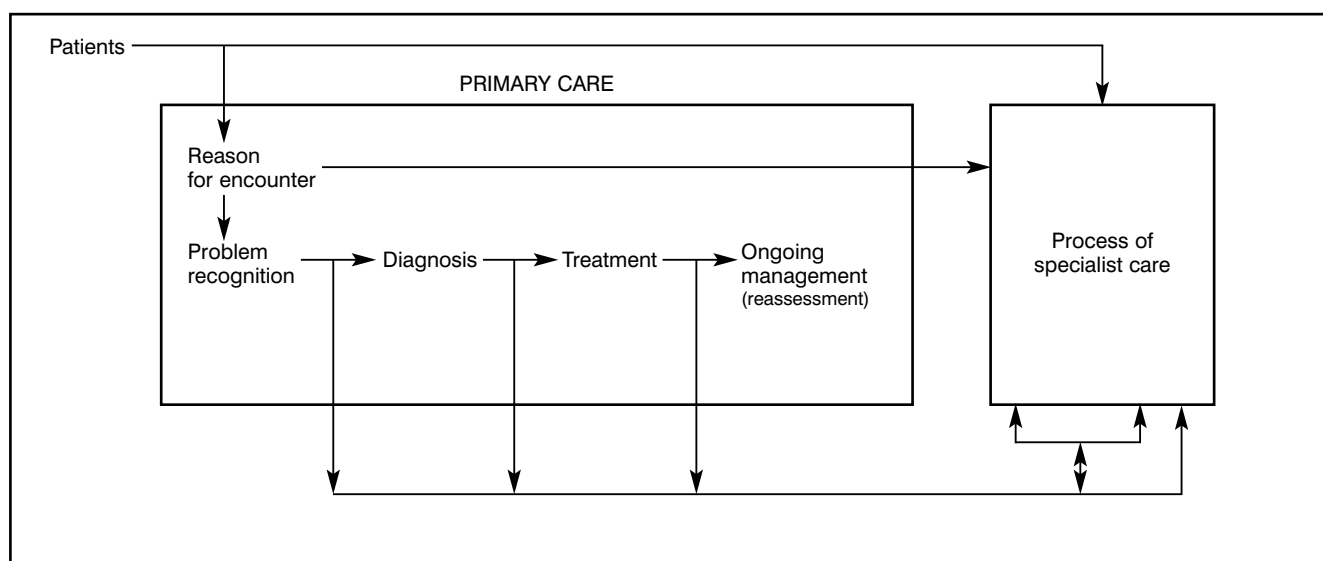 Patients
PRIMARY CARE
Reason
for encounter
Problem
recognition
Diagnosis
Treatment
Ongoing
management
(reassessment)
Process of
specialist care